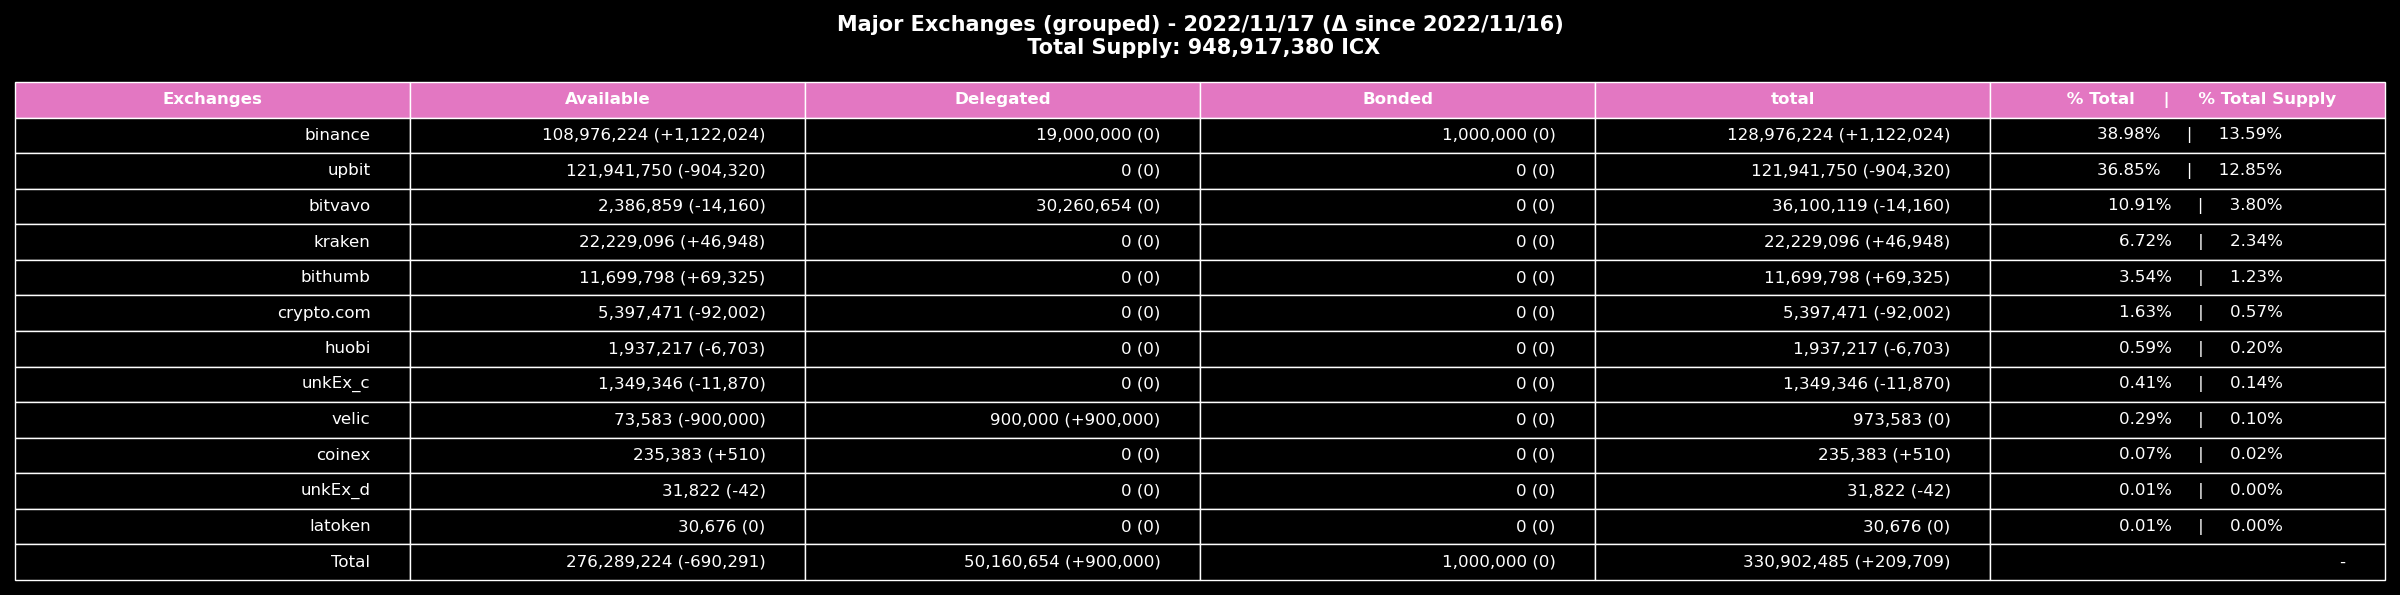 Major Exchanges (grouped) - 2022/11/17 (Δ since 2022/11/16)
Total Supply: 948,917,380 ICX
Exchanges Available Delegated Bonded total % Total | % Total Supply
binance 108,976,224 (+1,122,024) 19,000,000 (0) 1,000,000 (0) 128,976,224 (+1,122,024) 38.98% | 13.59%
upbit 121,941,750 (-904,320) 0 (0) 0 (0) 121,941,750 (-904,320) 36.85% | 12.85%
bitvavo 2,386,859 (-14,160) 30,260,654 (0) 0 (0) 36,100,119 (-14,160) 10.91% | 3.80%
kraken 22,229,096 (+46,948) 0 (0) 0 (0) 22,229,096 (+46,948) 6.72% | 2.34%
bithumb 11,699,798 (+69,325) 0 (0) 0 (0) 11,699,798 (+69,325) 3.54% | 1.23%
crypto.com 5,397,471 (-92,002) 0 (0) 0 (0) 5,397,471 (-92,002) 1.63% | 0.57%
huobi 1,937,217 (-6,703) 0 (0) 0 (0) 1,937,217 (-6,703) 0.59% | 0.20%
unkEx_c 1,349,346 (-11,870) 0 (0) 0 (0) 1,349,346 (-11,870) 0.41% | 0.14%
velic 73,583 (-900,000) 900,000 (+900,000) 0 (0) 973,583 (0) 0.29% | 0.10%
coinex 235,383 (+510) 0 (0) 0 (0) 235,383 (+510) 0.07% | 0.02%
unkEx_d 31,822 (-42) 0 (0) 0 (0) 31,822 (-42) 0.01% | 0.00%
latoken 30,676 (0) 0 (0) 0 (0) 30,676 (0) 0.01% | 0.00%
Total 276,289,224 (-690,291) 50,160,654 (+900,000) 1,000,000 (0) 330,902,485 (+209,709) -